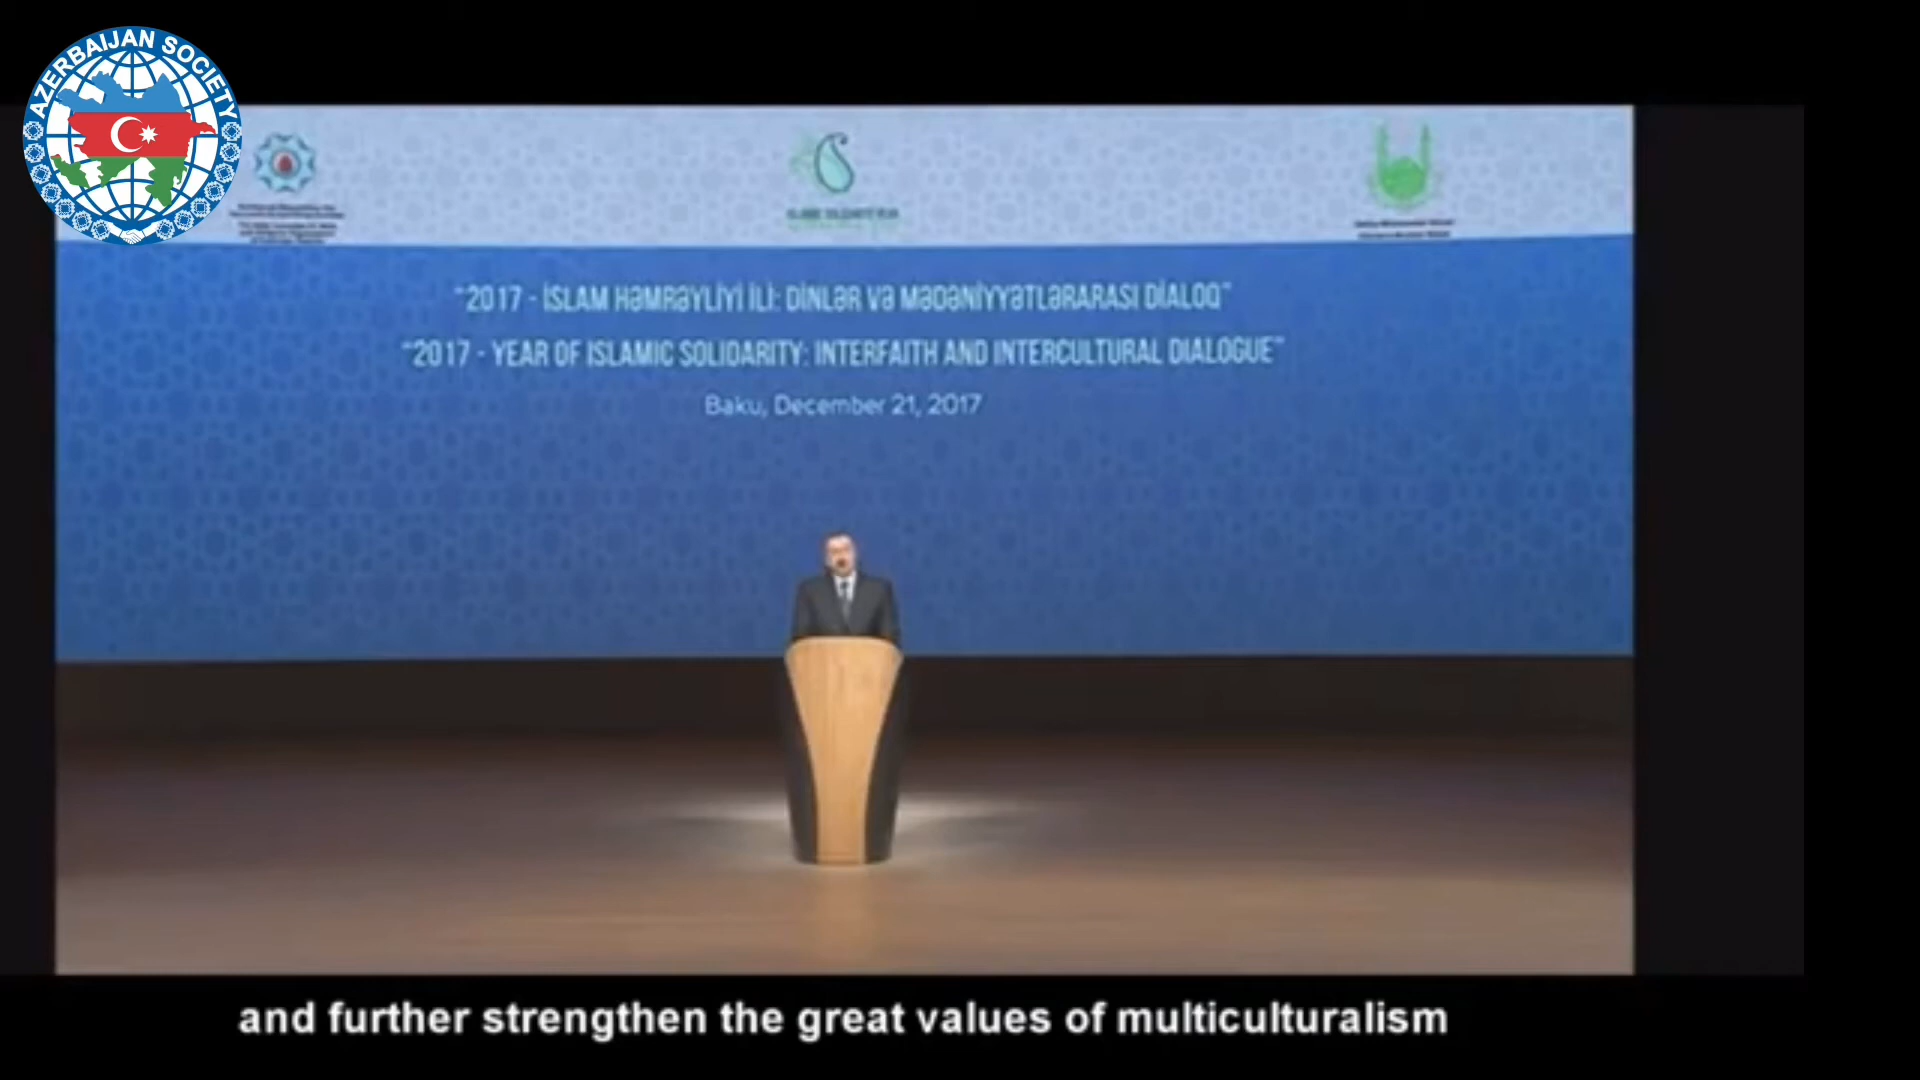 AZERBAIJAN SOCIETY
"2017 - İSLAM HƏMRƏYLİYİ İLİ: DİNLƏR VƏ MƏDƏNİYYƏTLƏRARASI DİALOQ"
"2017 - YEAR OF ISLAMIC SOLIDARITY: INTERFAITH AND INTERCULTURAL DIALOGUE"
Baku, December 21, 2017
and further strengthen the great values of multiculturalism